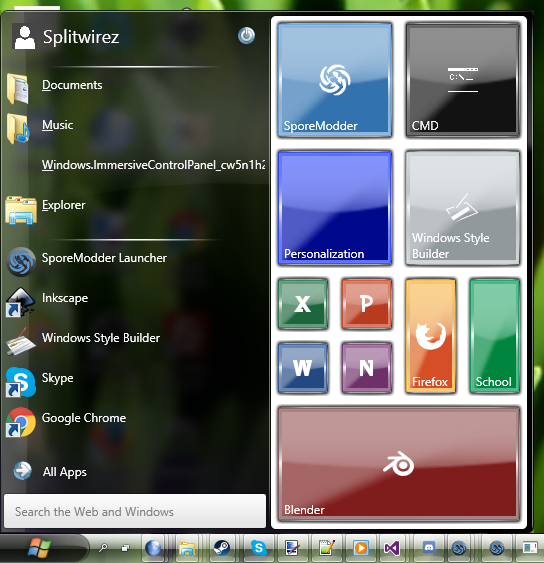 Splitwirez
Documents
Music
Windows.ImmersiveControlPanel_cw5n1h2
Explorer
SporeModder Launcher
Inkscape
Windows Style Builder
Skype
Google Chrome
All Apps
Search the Web and Windows
SporeModder
C:\_
CMD
Personalization
Windows Style
Builder
X
P
W
N
Firefox
School
Blender